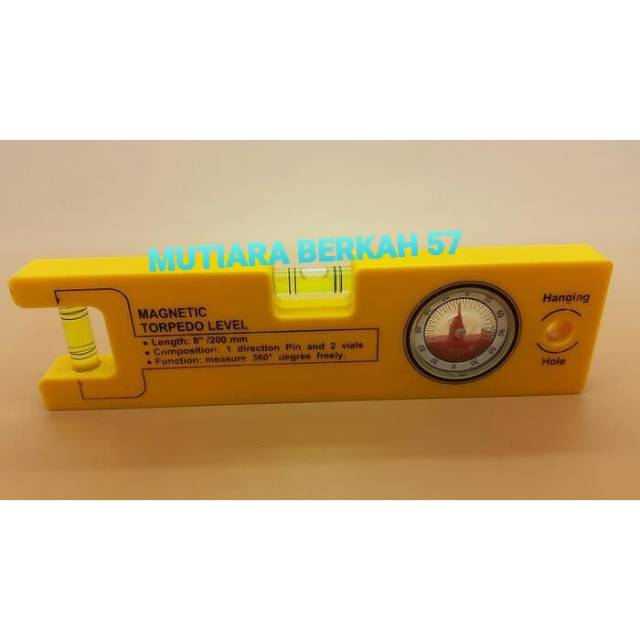 MUTIARA BERKAH 57
MAGNETIC
TORPEDO LEVEL
• Length: 8" /200 mm
• Composition: 1 direction Pin and 2 vials
• Function: measure 360° degree freely.
Hanging
Hole